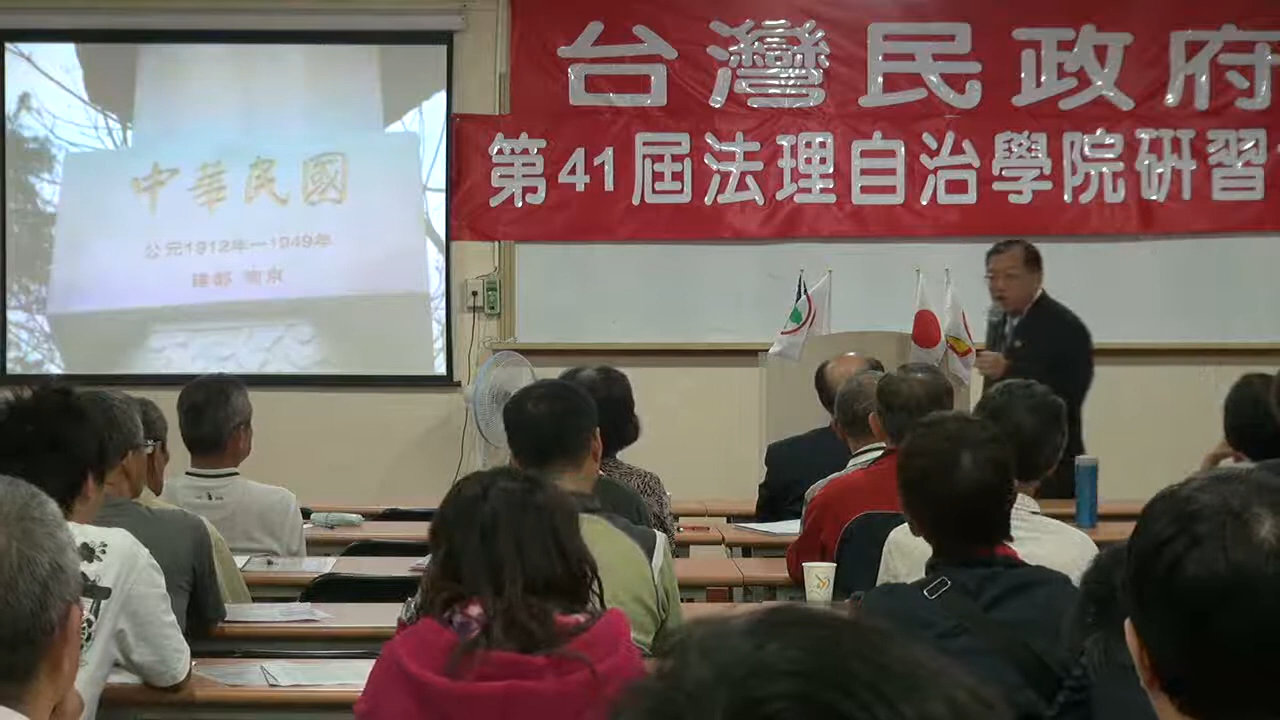 台灣民政府
第41屆法理自治學院研習
中華民國
公元1912年－1949年
建都 南京